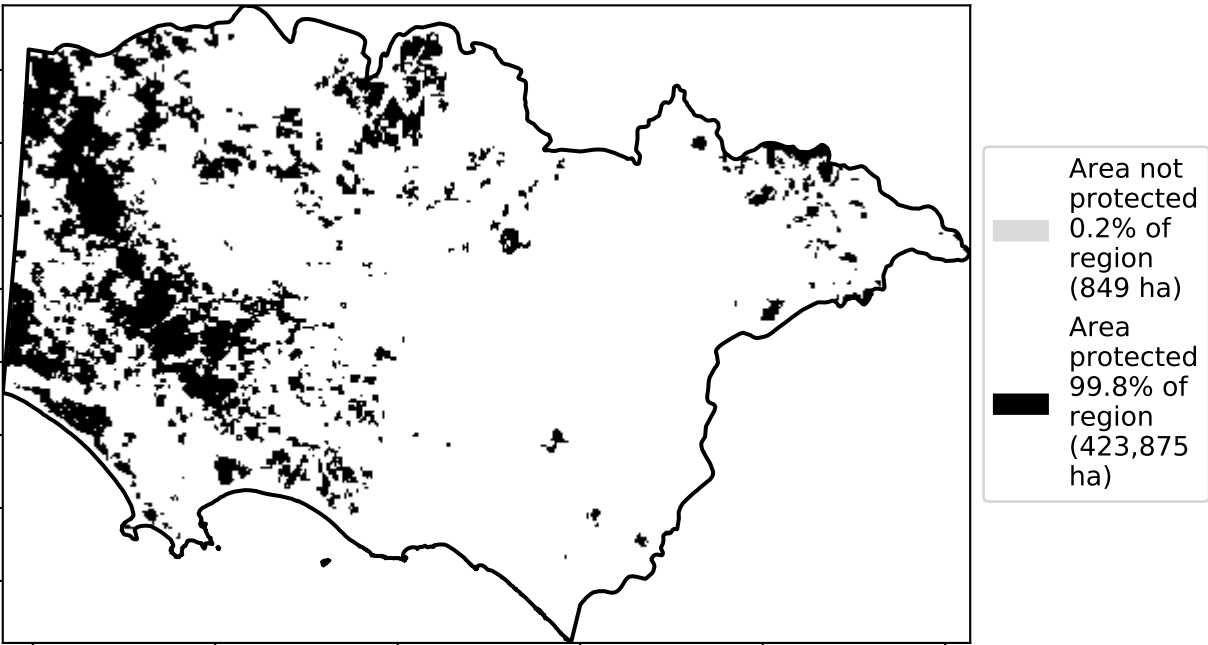 Area not
protected
0.2% of
region
(849 ha)
Area
protected
99.8% of
region
(423,875
ha)